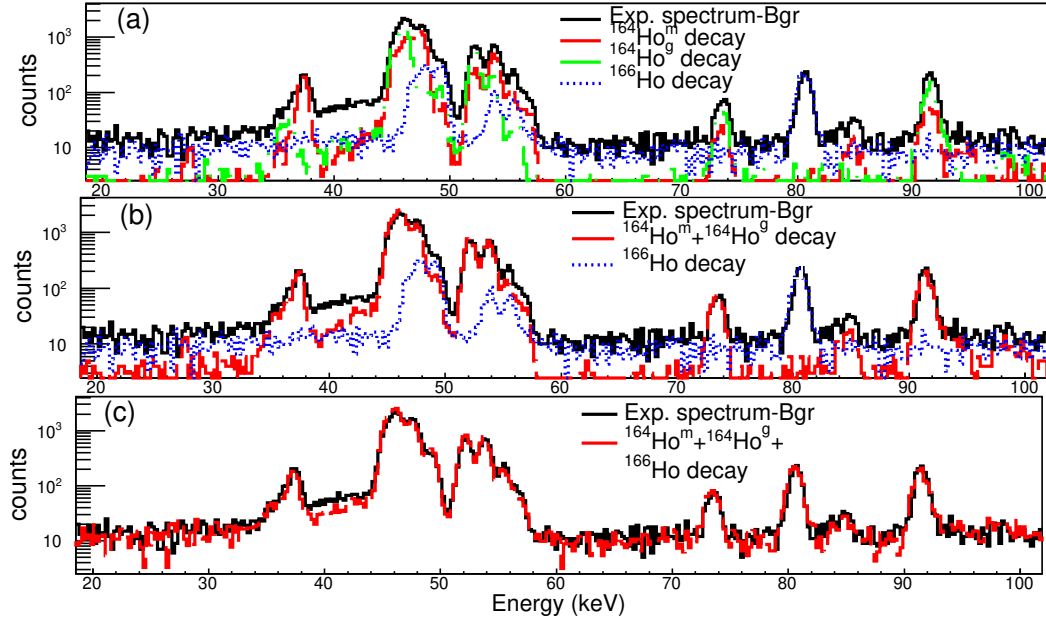 (a)
Exp. spectrum-Bgr
¹⁶⁴Hoᵐ decay
¹⁶⁴Hoᵍ decay
¹⁶⁶Ho decay
counts
10³
10²
10
20 30 40 50 60 70 80 90 100
(b)
Exp. spectrum-Bgr
¹⁶⁴Hoᵐ+¹⁶⁴Hoᵍ decay
¹⁶⁶Ho decay
counts
10³
10²
10
20 30 40 50 60 70 80 90 100
(c)
Exp. spectrum-Bgr
¹⁶⁴Hoᵐ+¹⁶⁴Hoᵍ+
¹⁶⁶Ho decay
counts
10³
10²
10
20 30 40 50 60 70 80 90 100
Energy (keV)